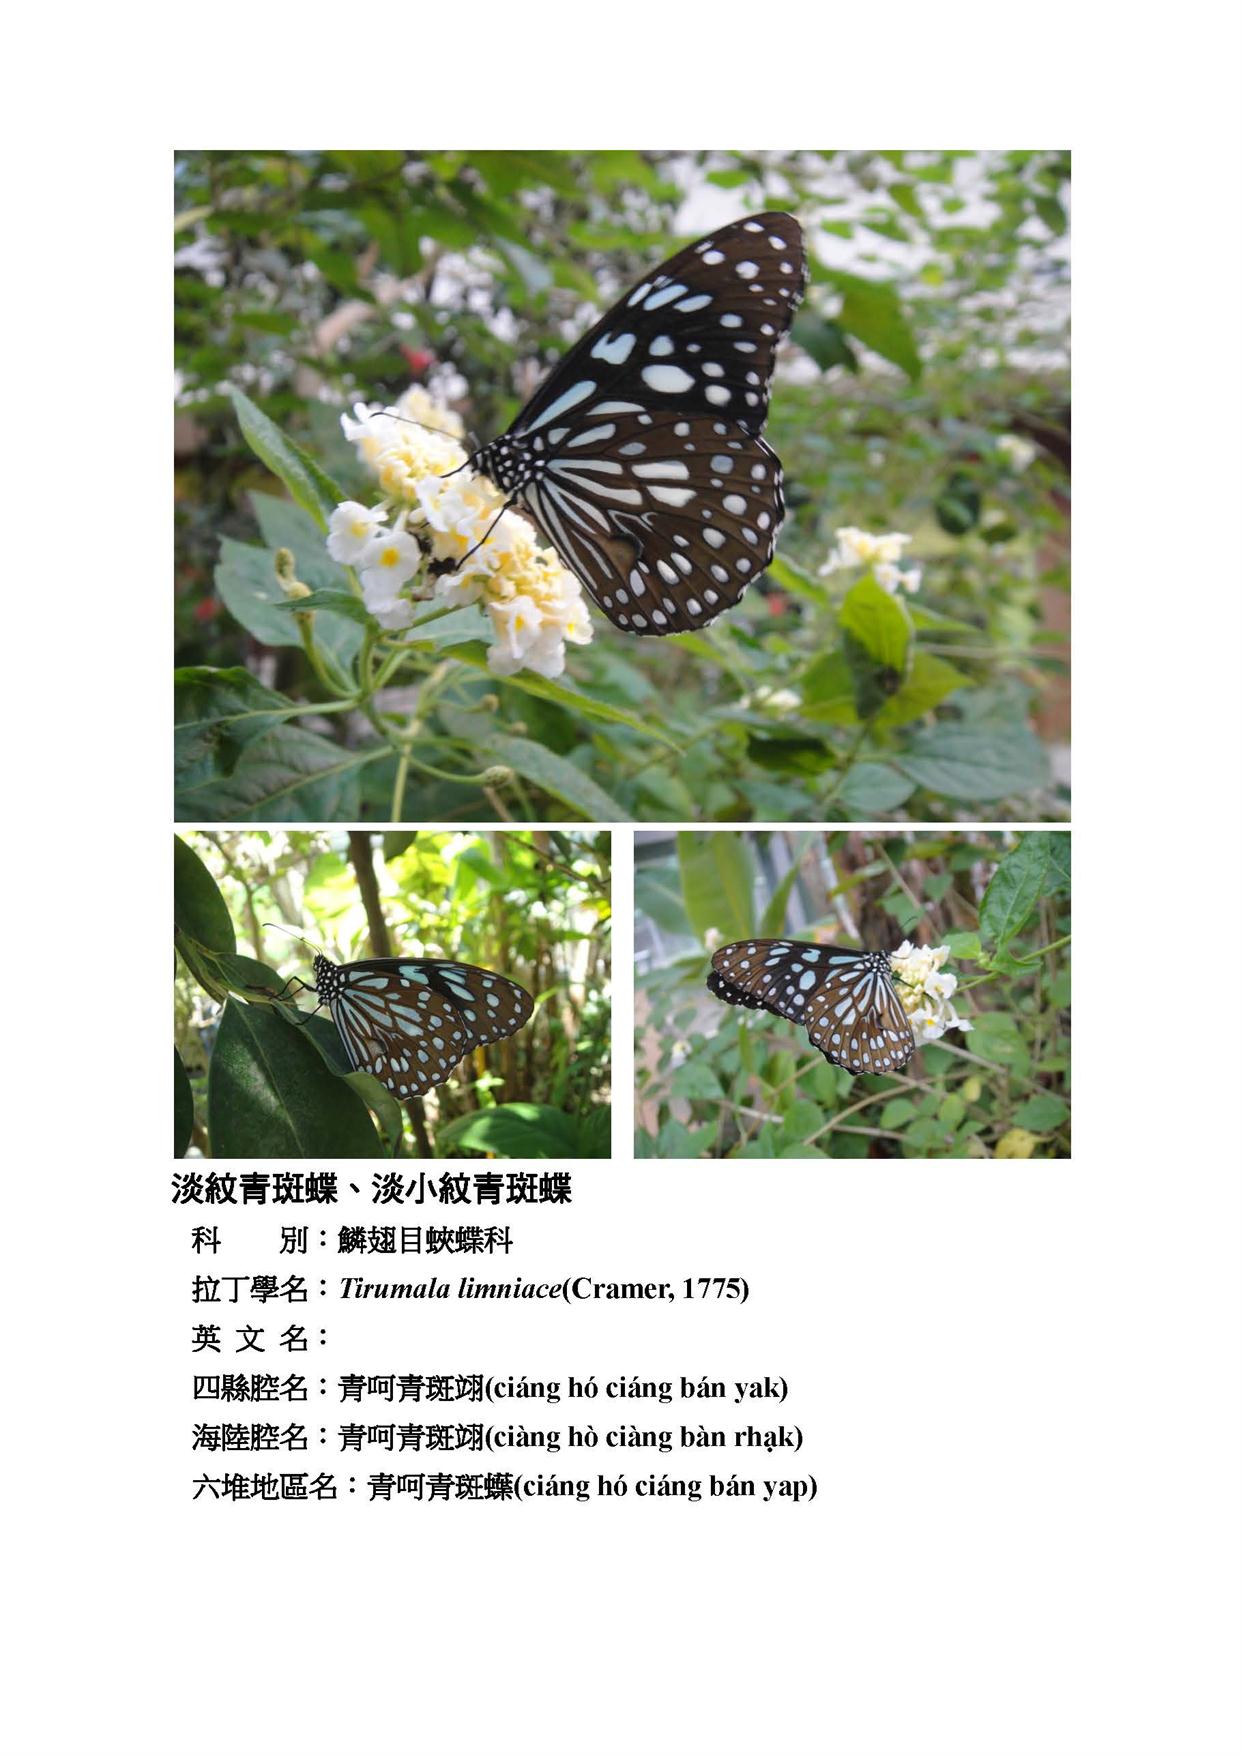 淡紋青斑蝶、淡小紋青斑蝶
科　　別：鱗翅目蛺蝶科
拉丁學名：Tirumala limniace(Cramer, 1775)
英 文 名：
四縣腔名：青呵青斑翊(ciáng hó ciáng bán yak)
海陸腔名：青呵青斑翊(ciàng hò ciàng bàn rhạk)
六堆地區名：青呵青斑蠂(ciáng hó ciáng bán yap)